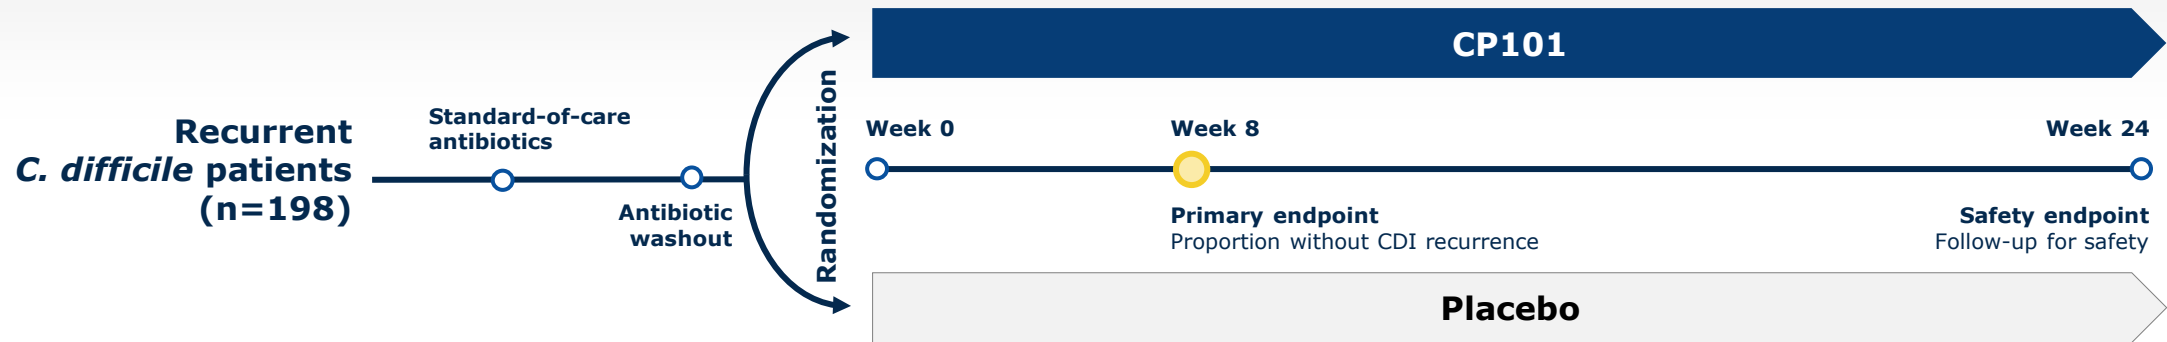 Recurrent
C. difficile patients
(n=198)
Standard-of-care
antibiotics
Antibiotic
washout
Randomization
CP101
Week 0
Week 8
Week 24
Primary endpoint
Proportion without CDI recurrence
Safety endpoint
Follow-up for safety
Placebo